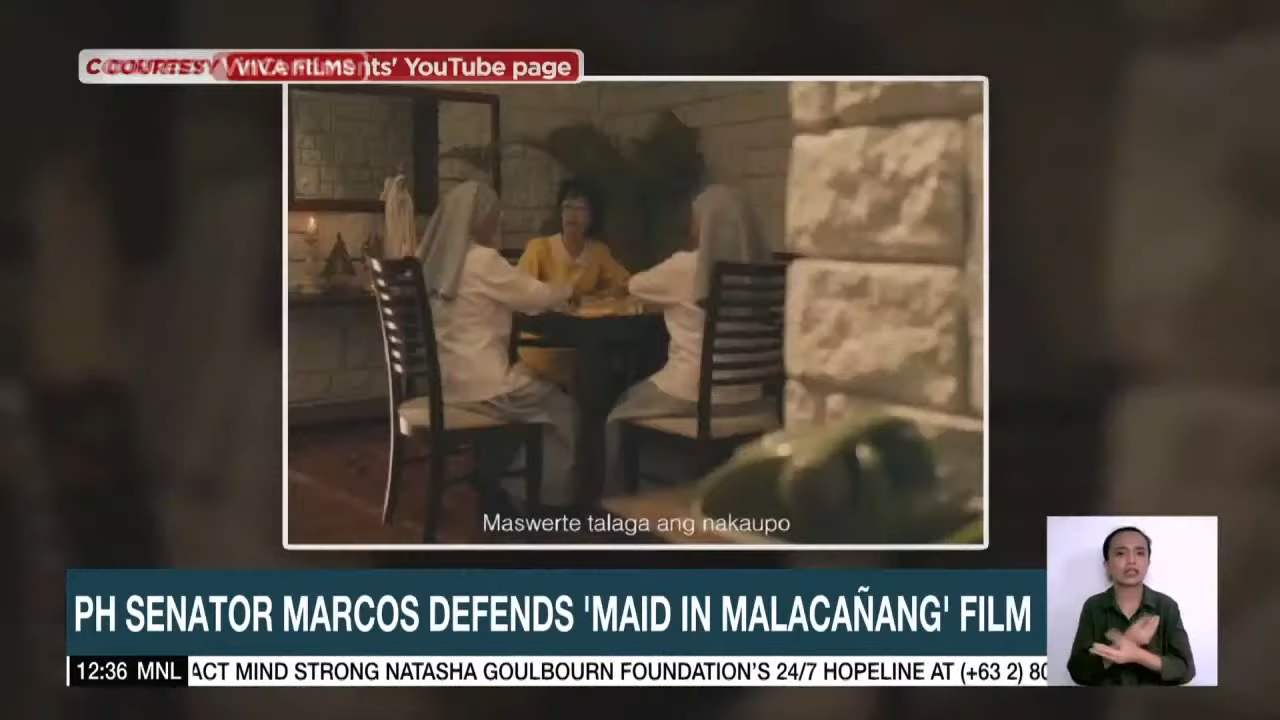 COURTESY VIVA FILMS
nts' YouTube page
Maswerte talaga ang nakaupo
PH SENATOR MARCOS DEFENDS 'MAID IN MALACAÑANG' FILM
12:36 MNL ACT MIND STRONG NATASHA GOULBOURN FOUNDATION'S 24/7 HOPELINE AT (+63 2) 80